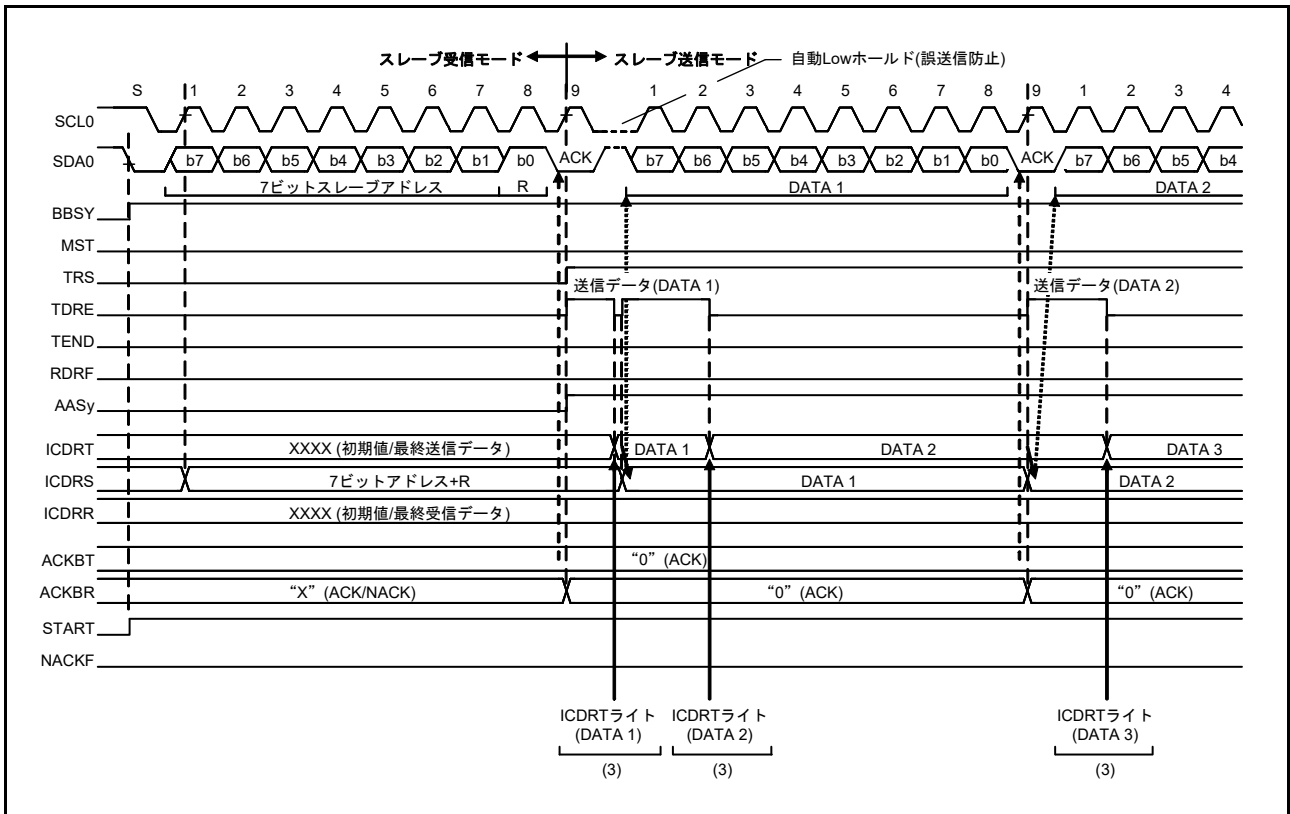 スレーブ受信モード スレーブ送信モード 自動Lowホールド(誤送信防止)
S 1 2 3 4 5 6 7 8 9 1 2 3 4 5 6 7 8 9 1 2 3 4
SCL0
SDA0 b7 b6 b5 b4 b3 b2 b1 b0 ACK b7 b6 b5 b4 b3 b2 b1 b0 ACK b7 b6 b5 b4
7ビットスレーブアドレス R DATA 1 DATA 2
BBSY
MST
TRS
送信データ(DATA 1) 送信データ(DATA 2)
TDRE
TEND
RDRF
AASy
ICDRT XXXX (初期値/最終送信データ) DATA 1 DATA 2 DATA 3
ICDRS 7ビットアドレス+R DATA 1 DATA 2
ICDRR XXXX (初期値/最終受信データ)
ACKBT “0” (ACK)
ACKBR “X” (ACK/NACK) “0” (ACK) “0” (ACK)
START
NACKF
ICDRTライト ICDRTライト ICDRTライト
(DATA 1) (DATA 2) (DATA 3)
(3) (3) (3)